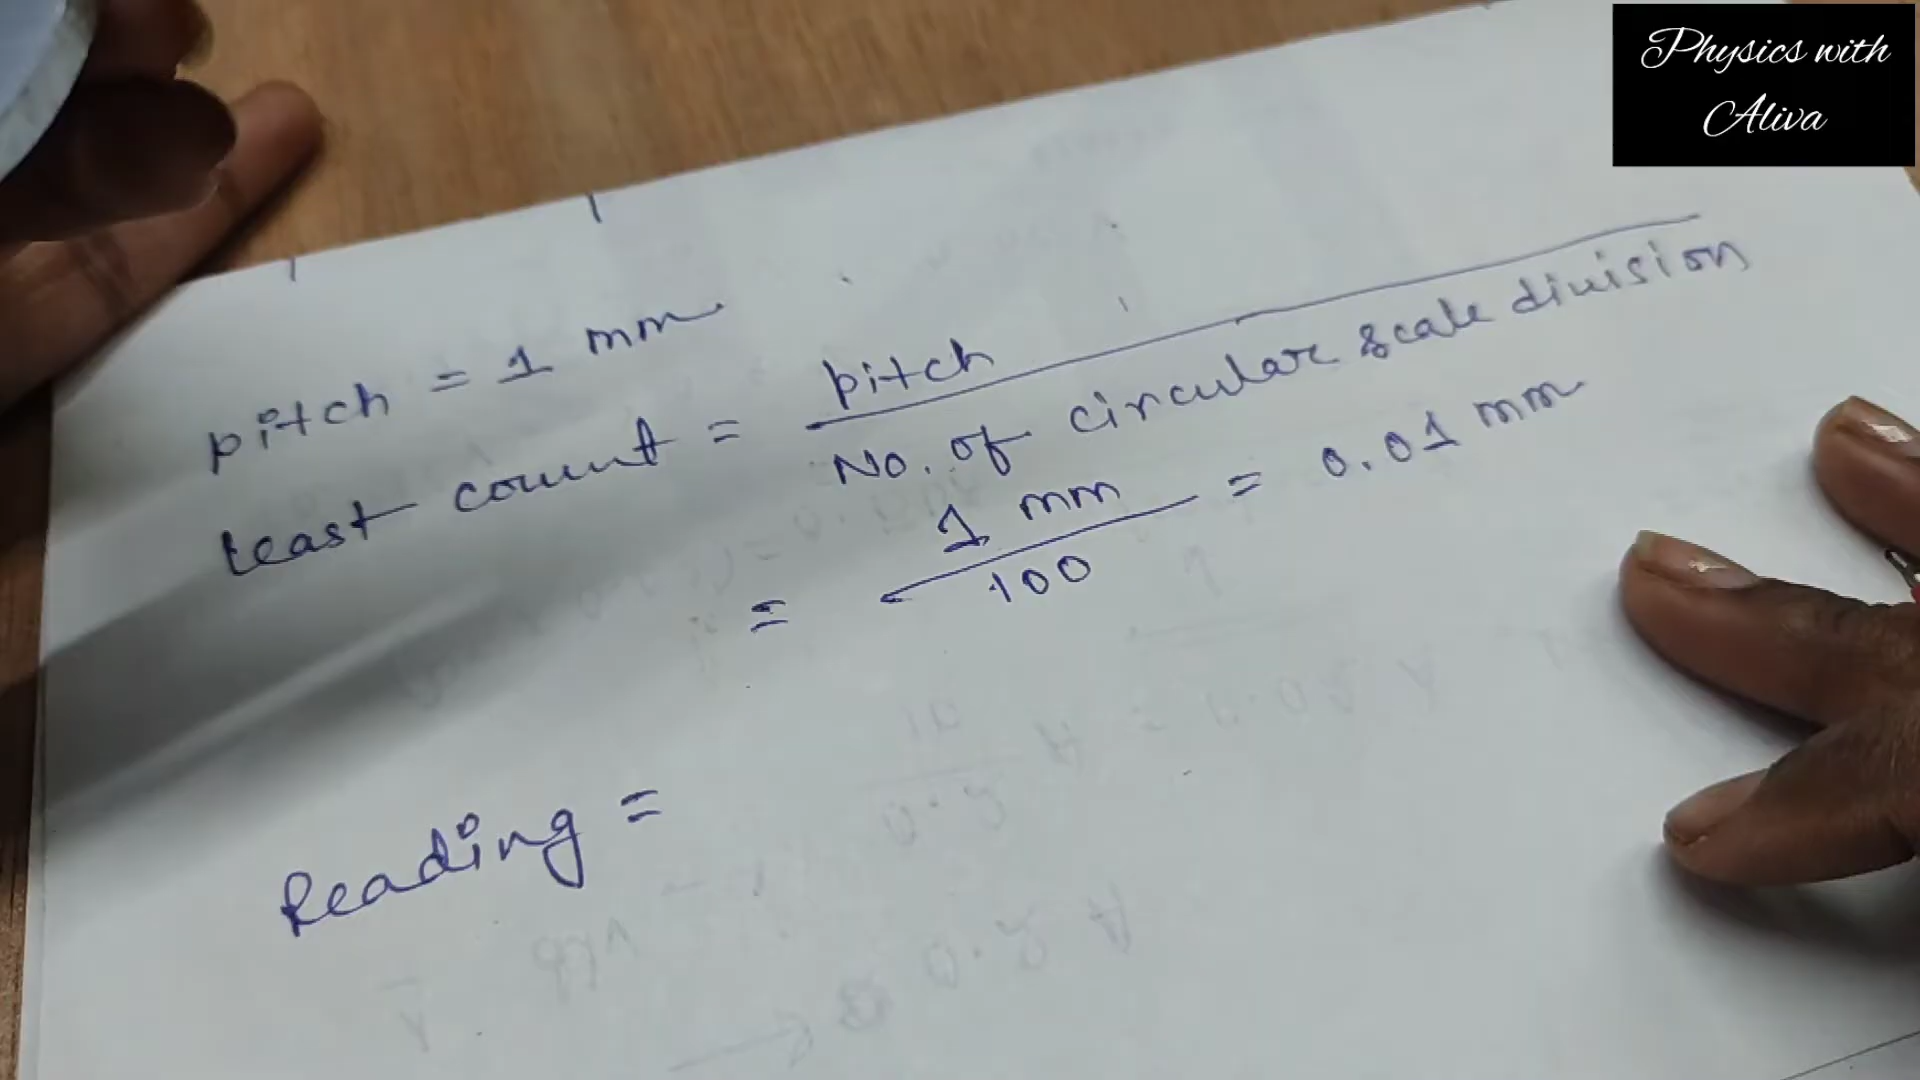 Physics with
Aliva
pitch = 1 mm
least count = pitch / No. of circular scale division
= 1 mm / 100 = 0.01 mm
Reading =